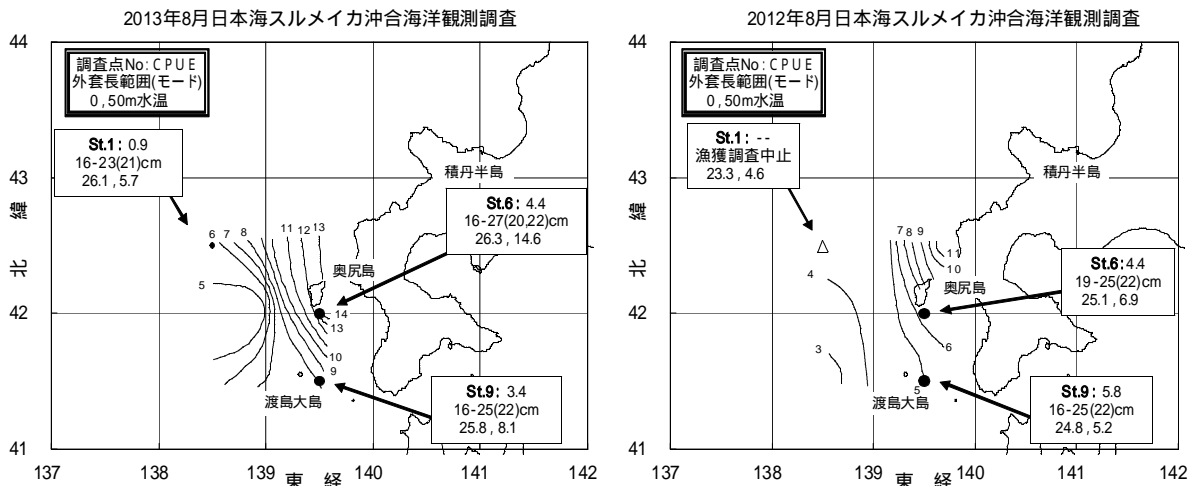 2013年8月日本海スルメイカ沖合海洋観測調査
44
調査点No:CPUE
外套長範囲(モード)
0,50m水温
St.1: 0.9
16-23(21)cm
26.1,5.7
43
積丹半島
St.6: 4.4
16-27(20,22)cm
26.3,14.6
6 7 8 11 12 13
北緯
5
奥尻島
42
14
13
10
9
渡島大島
St.9: 3.4
16-25(22)cm
25.8,8.1
41
137 138 139 140 141 142
東経
2012年8月日本海スルメイカ沖合海洋観測調査
44
調査点No:CPUE
外套長範囲(モード)
0,50m水温
St.1: --
漁獲調査中止
23.3,4.6
43
積丹半島
7 8 9
11
10
北緯
4
奥尻島
St.6:4.4
19-25(22)cm
25.1,6.9
42
6
3
5
渡島大島
St.9: 5.8
16-25(22)cm
24.8,5.2
41
137 138 139 140 141 142
東経